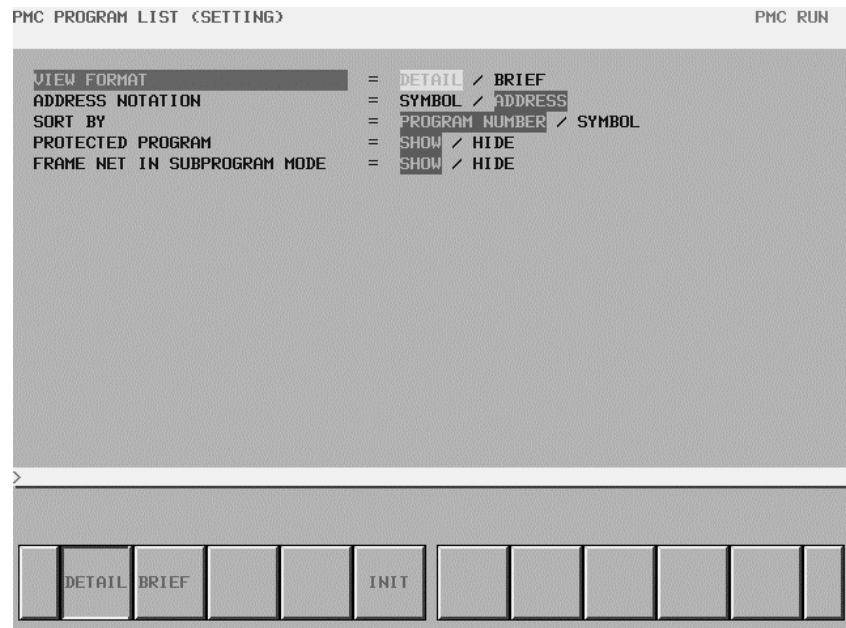 PMC PROGRAM LIST (SETTING) PMC RUN
VIEW FORMAT = DETAIL / BRIEF
ADDRESS NOTATION = SYMBOL / ADDRESS
SORT BY = PROGRAM NUMBER / SYMBOL
PROTECTED PROGRAM = SHOW / HIDE
FRAME NET IN SUBPROGRAM MODE = SHOW / HIDE
>
DETAIL BRIEF INIT